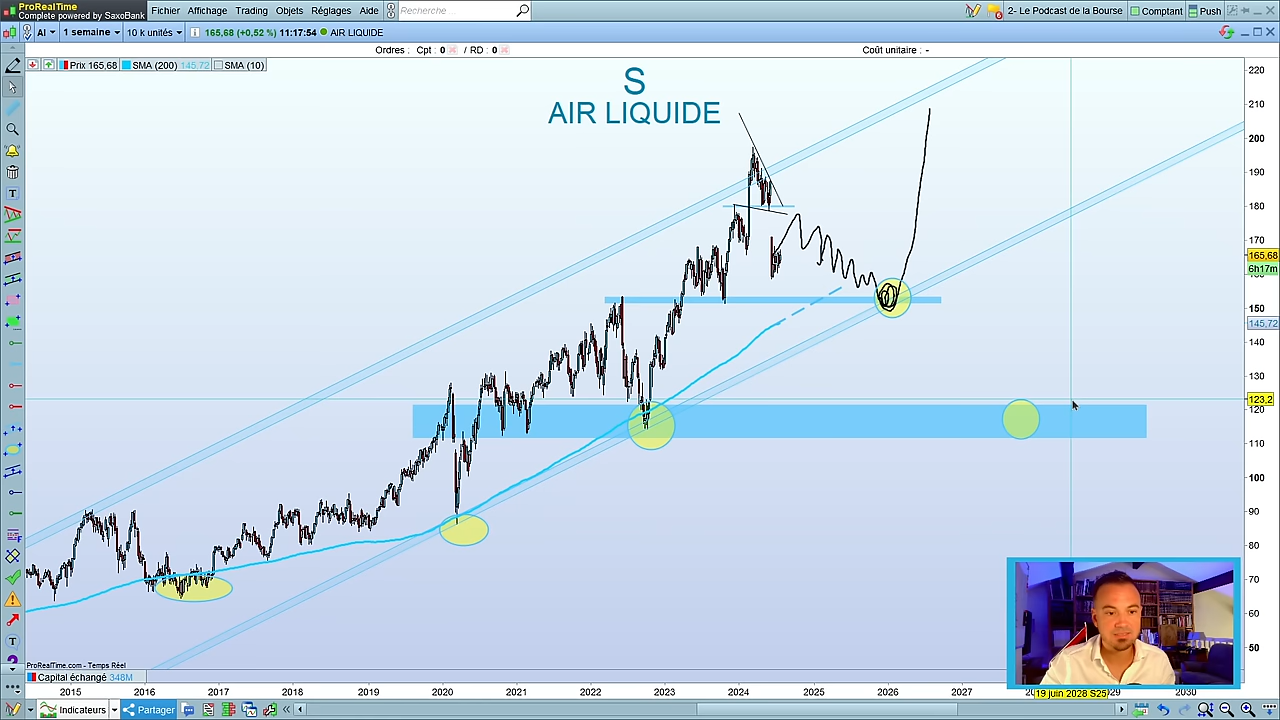 ProRealTime
Complete powered by SaxoBank
Fichier Affichage Trading Objets Réglages Aide Recherche 2- Le Podcast de la Bourse Comptant Push
AI 1 semaine 10 k unités 165,68 (+0,52 %) 11:17:54 AIR LIQUIDE
Ordres : Cpt : 0 / RD : 0 Coût unitaire : -
Prix 165,68 SMA (200) 145.72 SMA (10)
S
AIR LIQUIDE
220
210
200
190
180
170
165,68
6h17m
150
145,72
140
130
123,2
120
110
100
90
80
70
60
50
ProRealTime.com - Temps Réel
Capital échangé 348M
2015 2016 2017 2018 2019 2020 2021 2022 2023 2024 2025 2026 2027 19 juin 2028 S25 2030
Indicateurs Partager